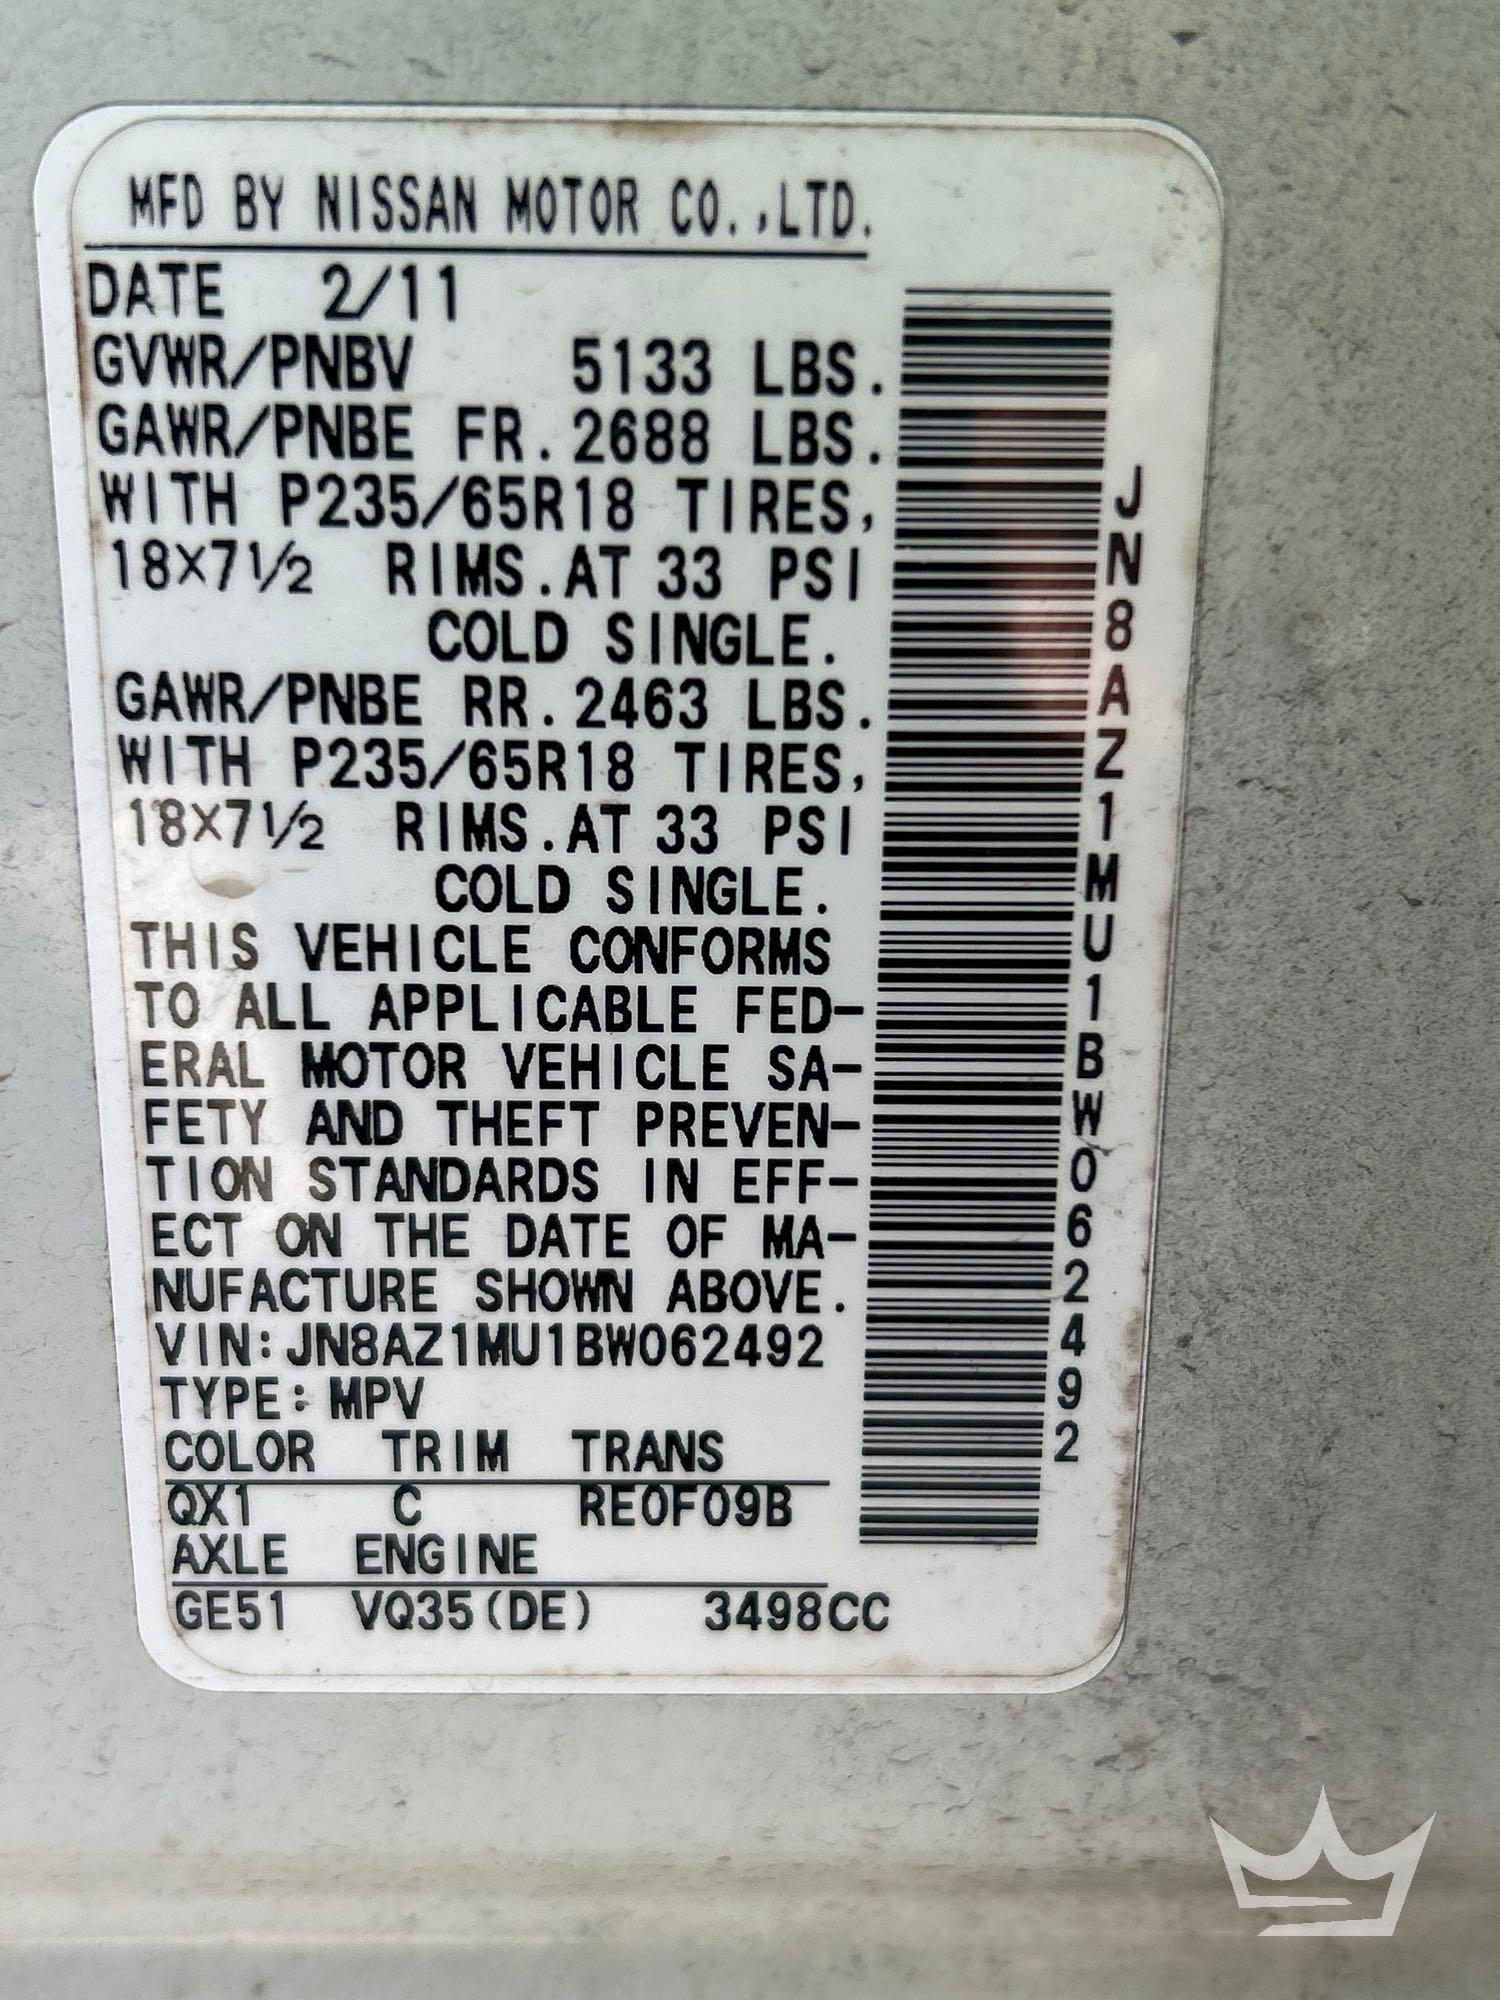 MFD BY NISSAN MOTOR CO.,LTD.
DATE 2/11
GVWR/PNBV 5133 LBS.
GAWR/PNBE FR.2688 LBS.
WITH P235/65R18 TIRES,
18×7½ RIMS.AT 33 PSI
COLD SINGLE.
GAWR/PNBE RR.2463 LBS.
WITH P235/65R18 TIRES,
18×7½ RIMS.AT 33 PSI
COLD SINGLE.
THIS VEHICLE CONFORMS
TO ALL APPLICABLE FED-
ERAL MOTOR VEHICLE SA-
FETY AND THEFT PREVEN-
TION STANDARDS IN EFF-
ECT ON THE DATE OF MA-
NUFACTURE SHOWN ABOVE.
VIN:JN8AZ1MU1BW062492
TYPE:MPV
COLOR TRIM TRANS
QX1 C RE0F09B
AXLE ENGINE
GE51 VQ35(DE) 3498CC
JN8AZ1MU1BW062492